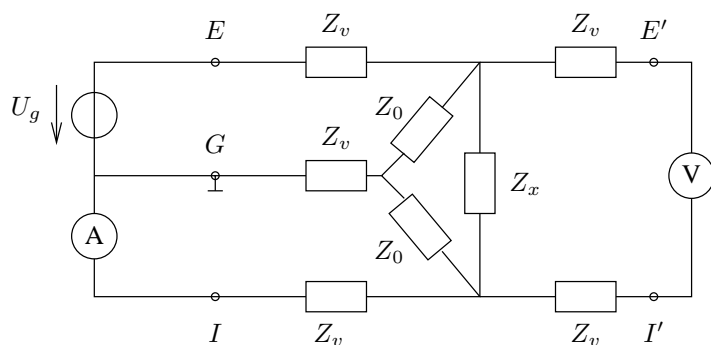 E Z_v Z_v E′
U_g
Z_0
G Z_v
V
Z_x
A
Z_0
I Z_v Z_v I′